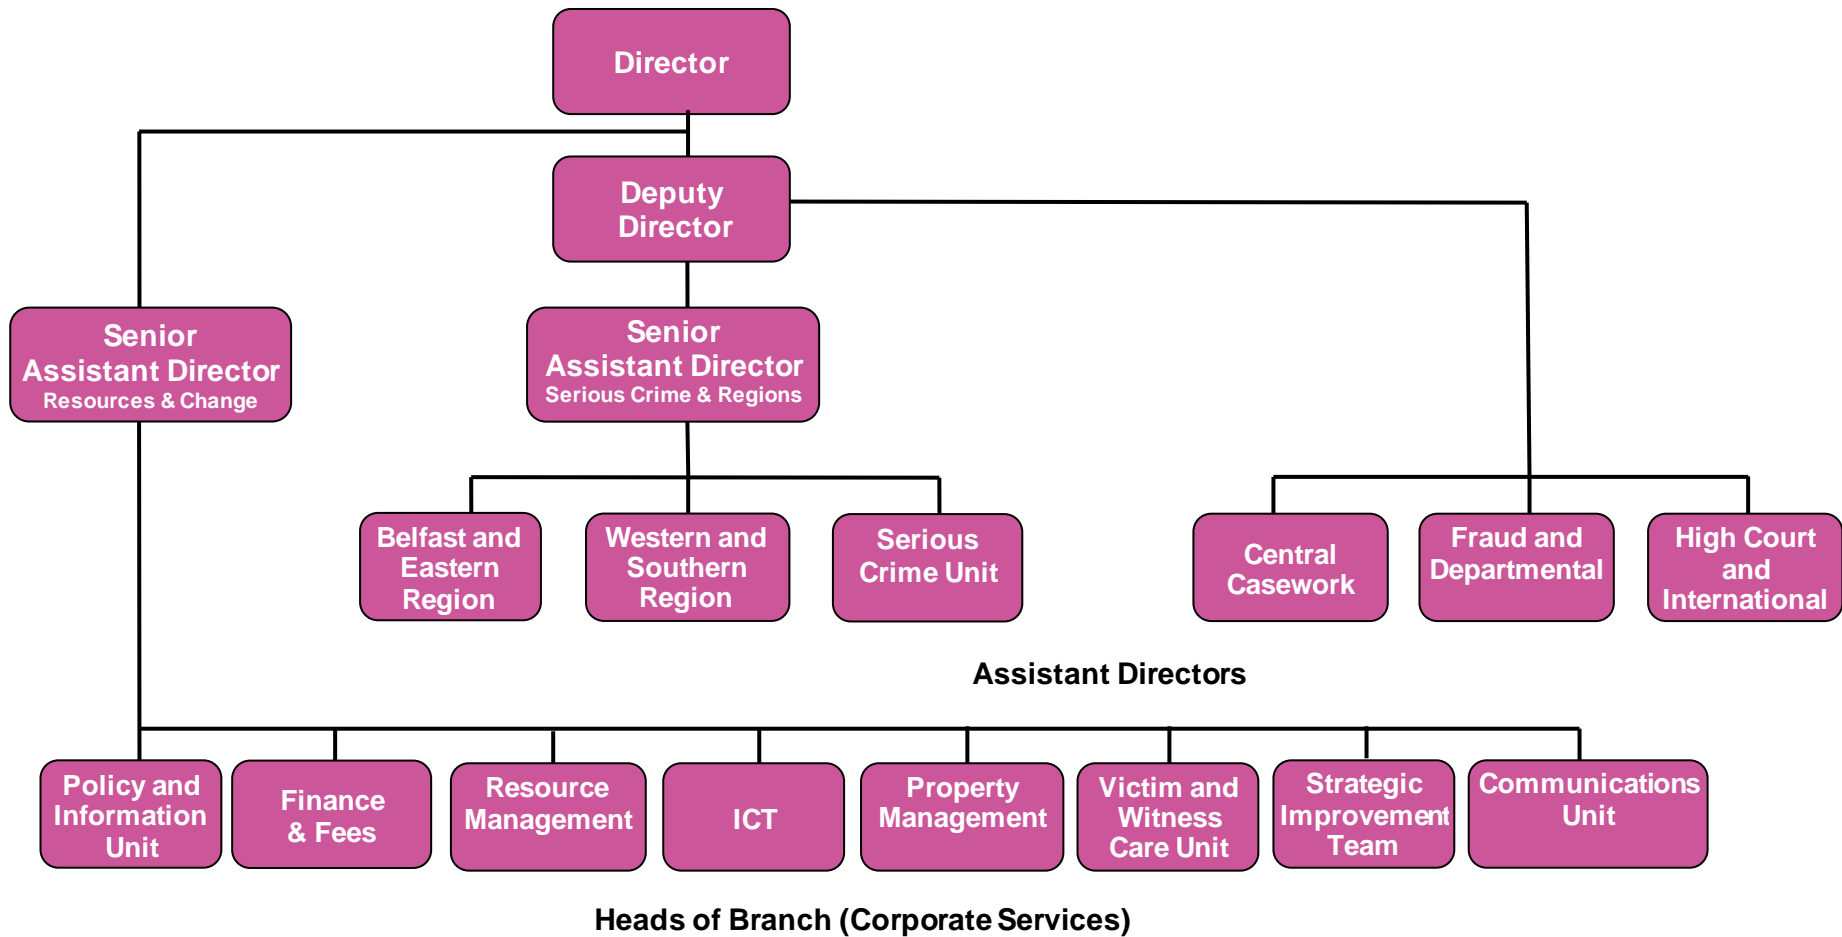 Director
Deputy
Director
Senior
Assistant Director
Resources & Change
Senior
Assistant Director
Serious Crime & Regions
Belfast and
Eastern
Region
Western and
Southern
Region
Serious
Crime Unit
Central
Casework
Fraud and
Departmental
High Court
and
International
Assistant Directors
Policy and
Information
Unit
Finance
& Fees
Resource
Management
ICT
Property
Management
Victim and
Witness
Care Unit
Strategic
Improvement
Team
Communications
Unit
Heads of Branch (Corporate Services)